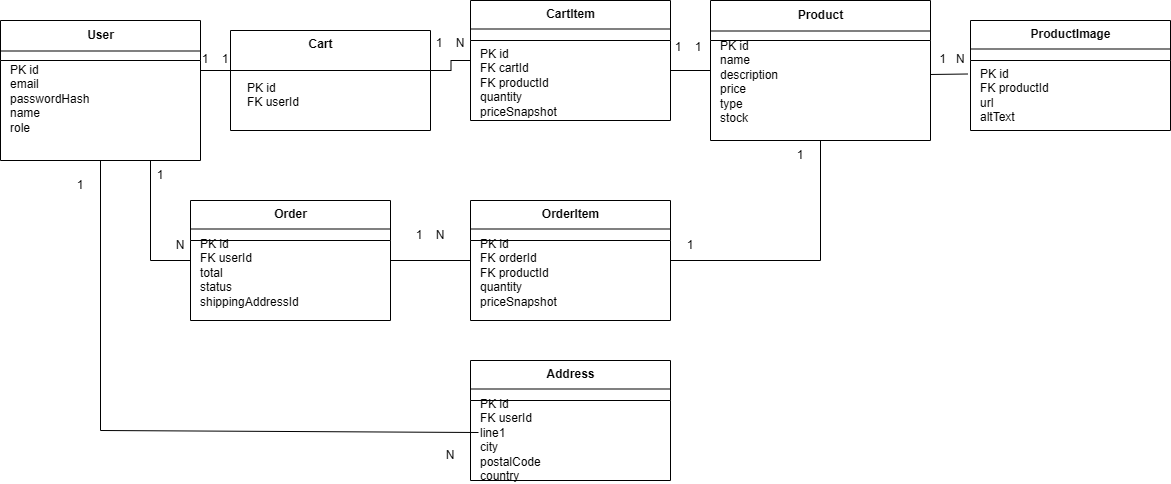 User
PK id
email
passwordHash
name
role
1
1
Cart
PK id
FK userId
1
N
CartItem
PK id
FK cartId
FK productId
quantity
priceSnapshot
1
1
Product
PK id
name
description
price
type
stock
1
N
ProductImage
PK id
FK productId
url
altText
1
1
N
Order
PK id
FK userId
total
status
shippingAddressId
1
N
OrderItem
PK id
FK orderId
FK productId
quantity
priceSnapshot
1
1
Address
PK id
FK userId
line1
city
postalCode
country
N